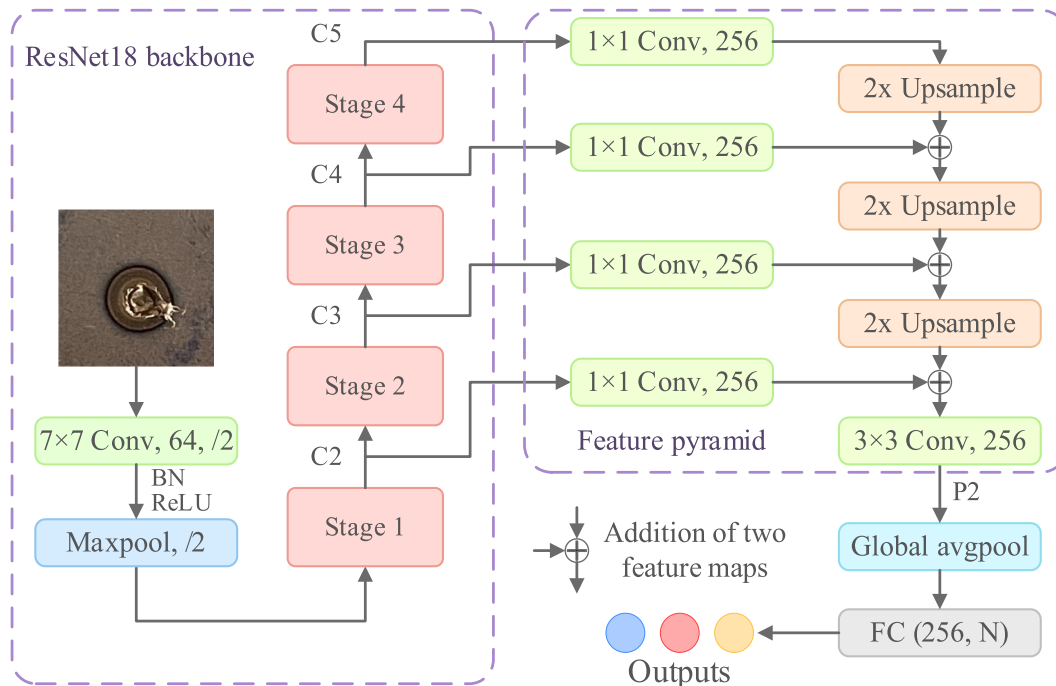 ResNet18 backbone
7×7 Conv, 64, /2
BN
ReLU
Maxpool, /2
C5
Stage 4
C4
Stage 3
C3
Stage 2
C2
Stage 1
1×1 Conv, 256
2x Upsample
1×1 Conv, 256
2x Upsample
1×1 Conv, 256
2x Upsample
1×1 Conv, 256
Feature pyramid
3×3 Conv, 256
P2
Addition of two
feature maps
Global avgpool
FC (256, N)
Outputs